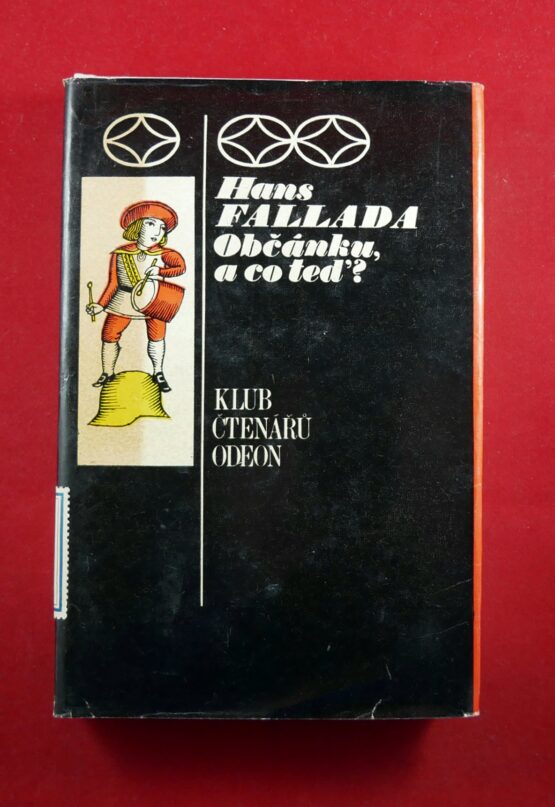 Hans
FALLADA
Občánku,
a co teď?
KLUB
ČTENÁŘŮ
ODEON